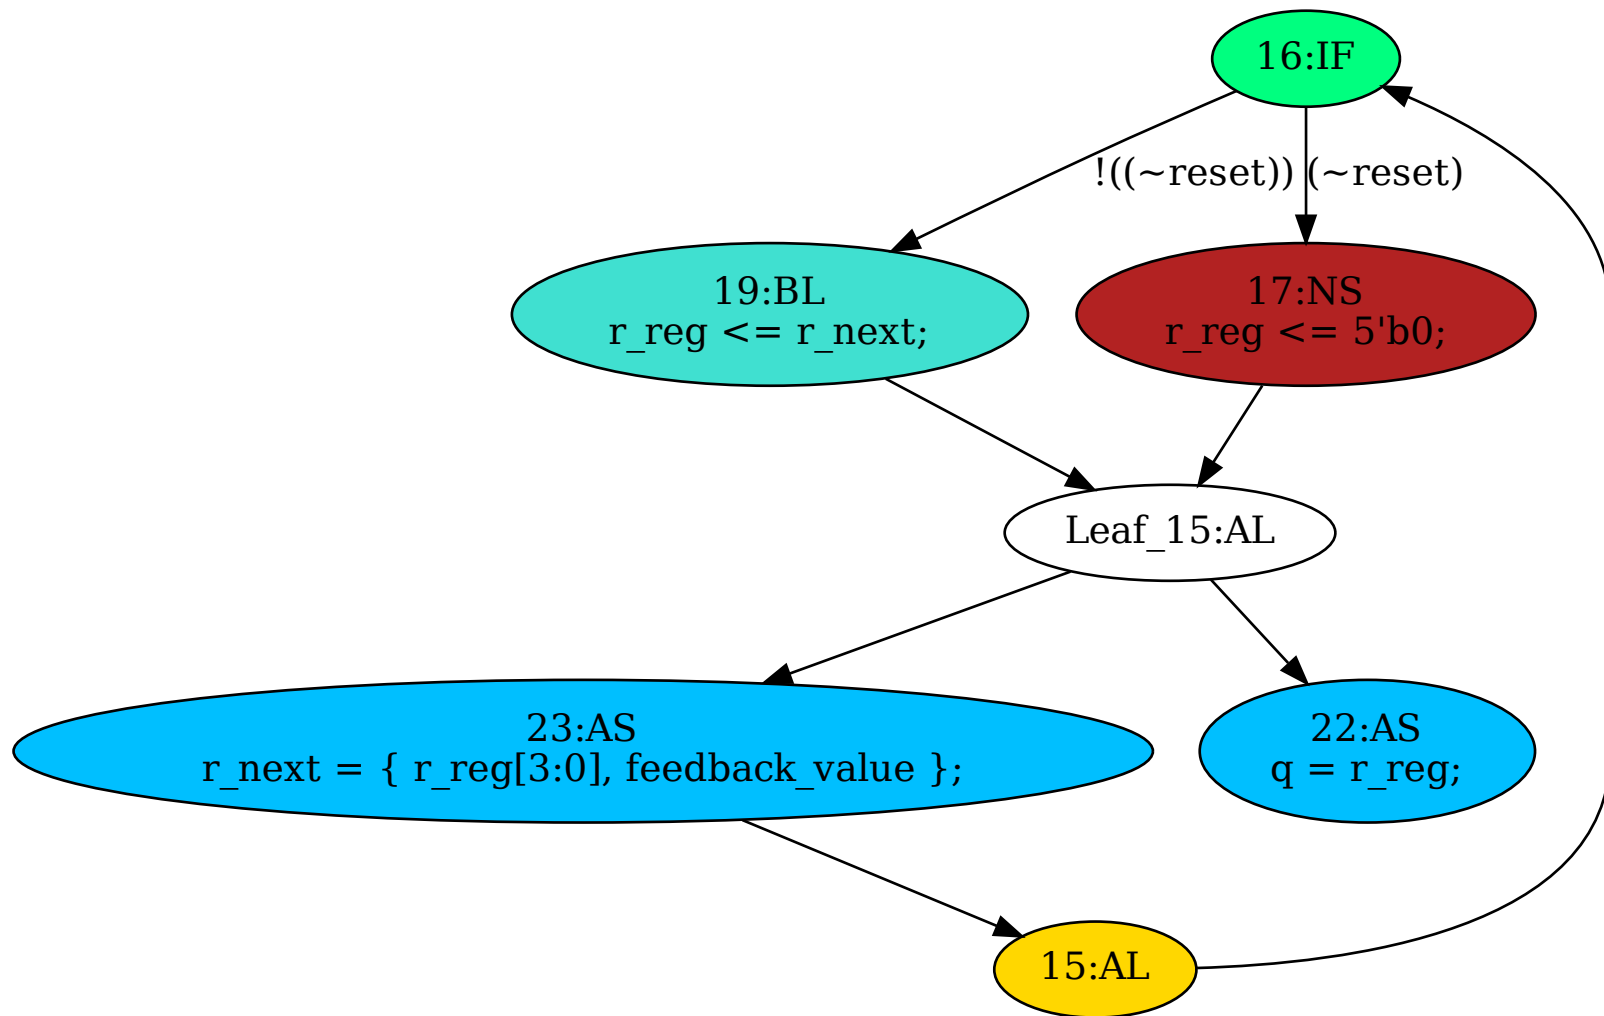 16:IF
!((~reset))
(~reset)
19:BL
r_reg <= r_next;
17:NS
r_reg <= 5'b0;
Leaf_15:AL
23:AS
r_next = { r_reg[3:0], feedback_value };
22:AS
q = r_reg;
15:AL